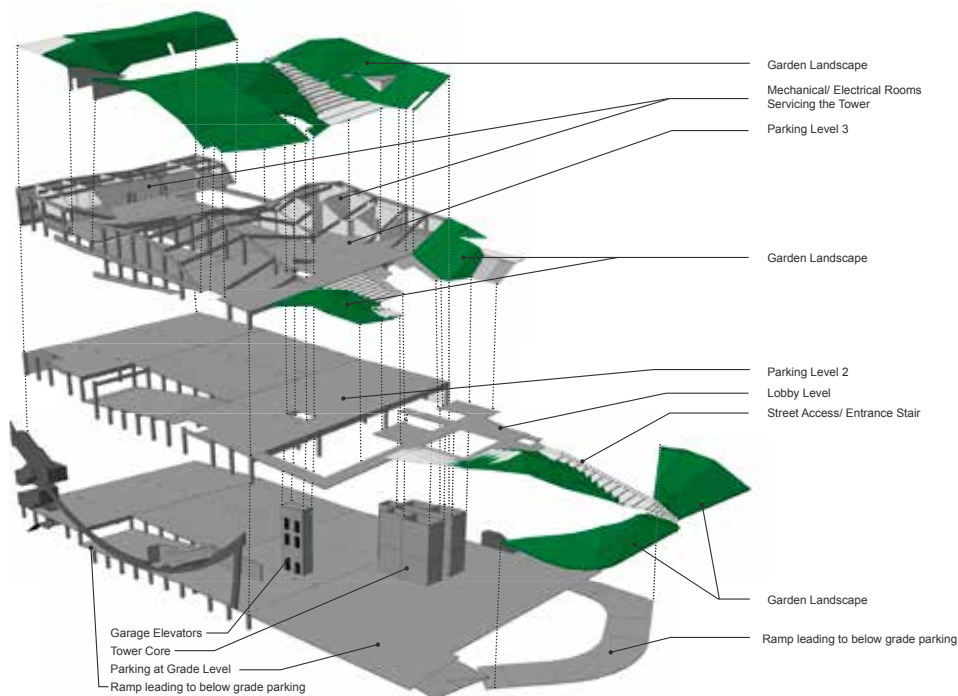 Garden Landscape
Mechanical/ Electrical Rooms
Servicing the Tower
Parking Level 3
Garden Landscape
Parking Level 2
Lobby Level
Street Access/ Entrance Stair
Garden Landscape
Ramp leading to below grade parking
Garage Elevators
Tower Core
Parking at Grade Level
Ramp leading to below grade parking